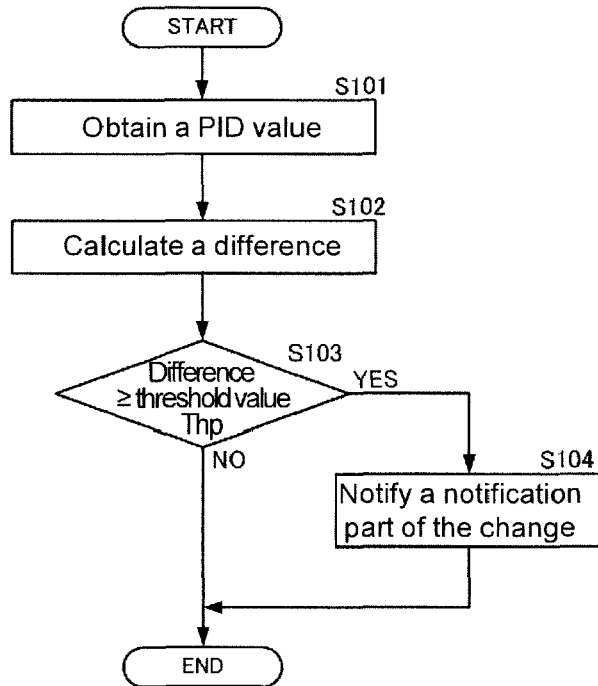 START
S101
Obtain a PID value
S102
Calculate a difference
S103
Difference
≥ threshold value
Thp
YES
NO
S104
Notify a notification
part of the change
END